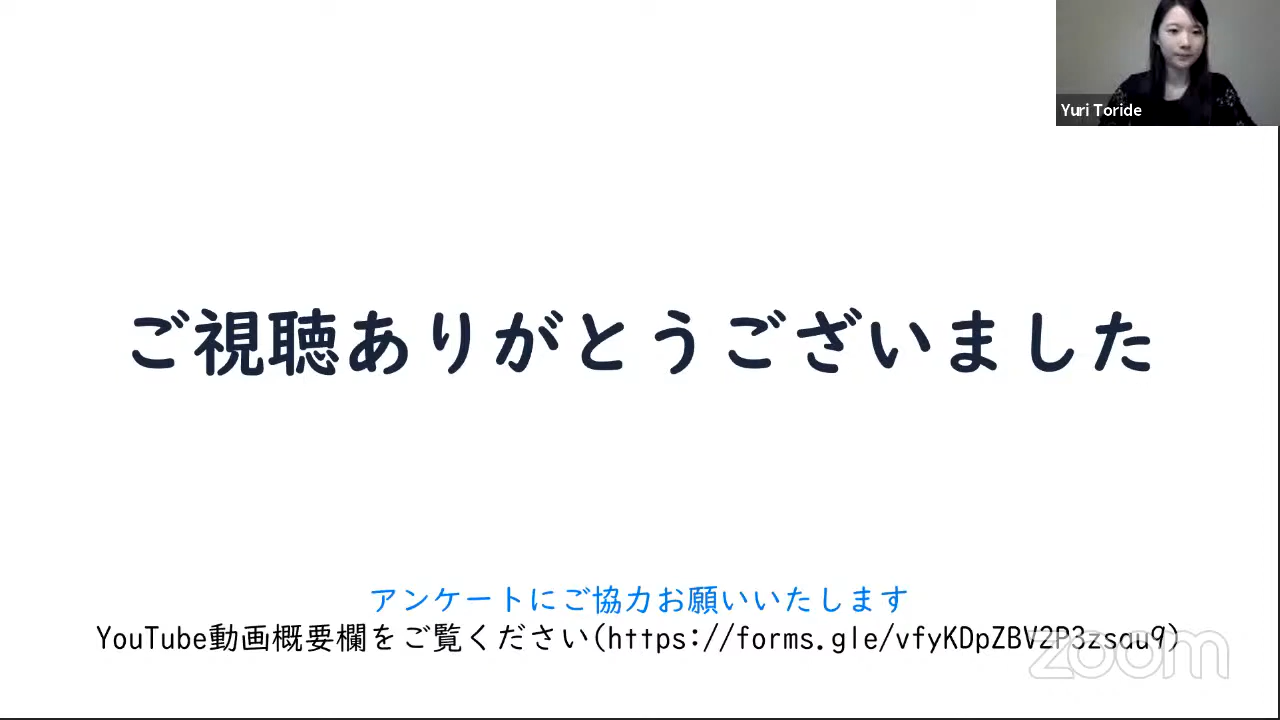 Yuri Toride
ご視聴ありがとうございました
アンケートにご協力お願いいたします
YouTube動画概要欄をご覧ください(https://forms.gle/vfyKDpZBV2P3zsau9)
zoom